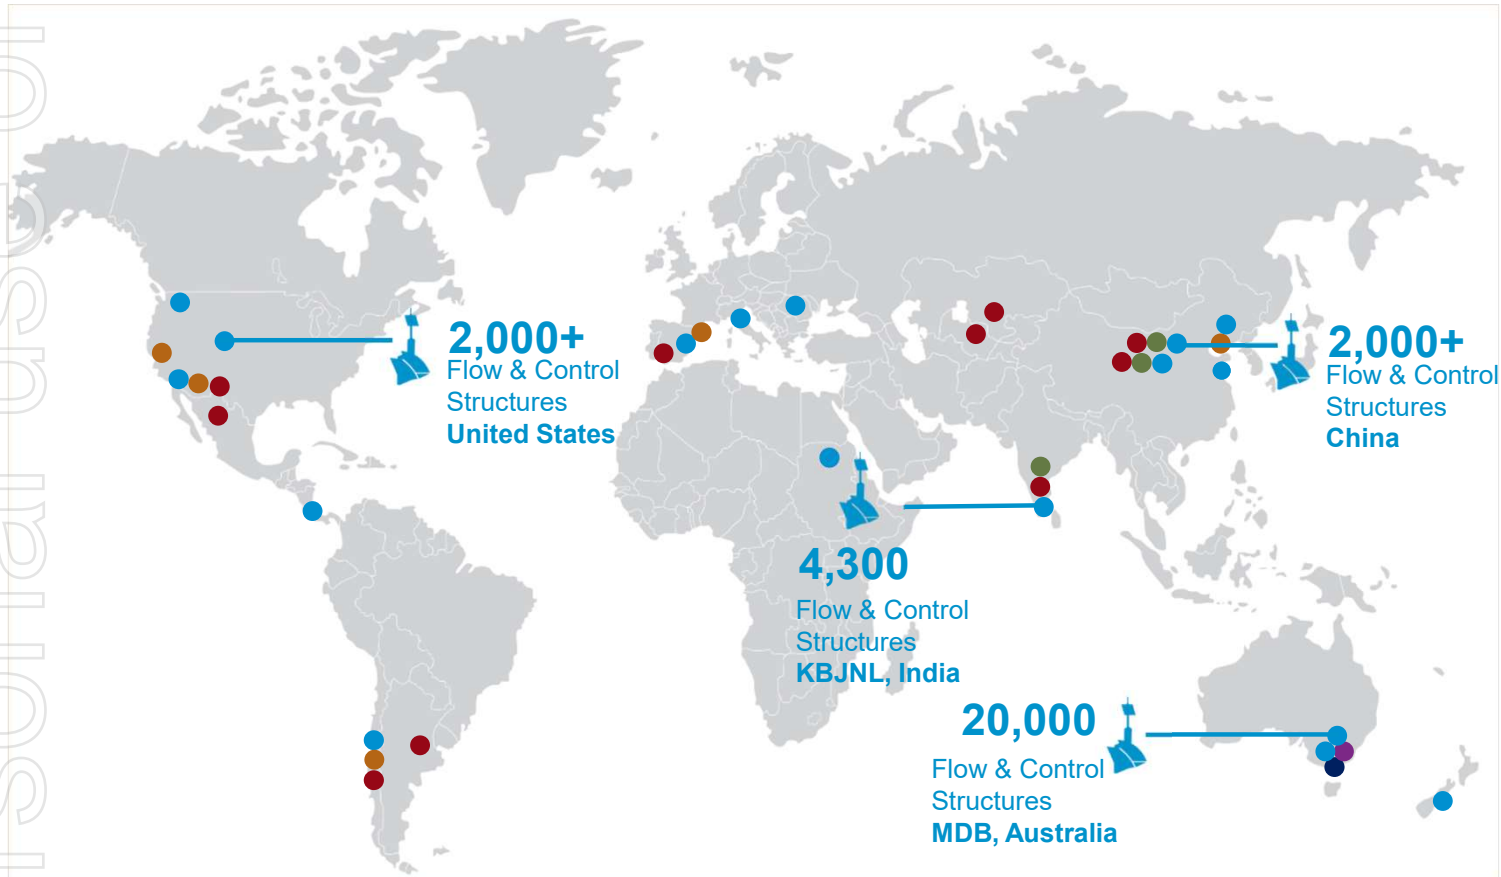 2,000+
Flow & Control
Structures
United States
2,000+
Flow & Control
Structures
China
4,300
Flow & Control
Structures
KBJNL, India
20,000
Flow & Control
Structures
MDB, Australia